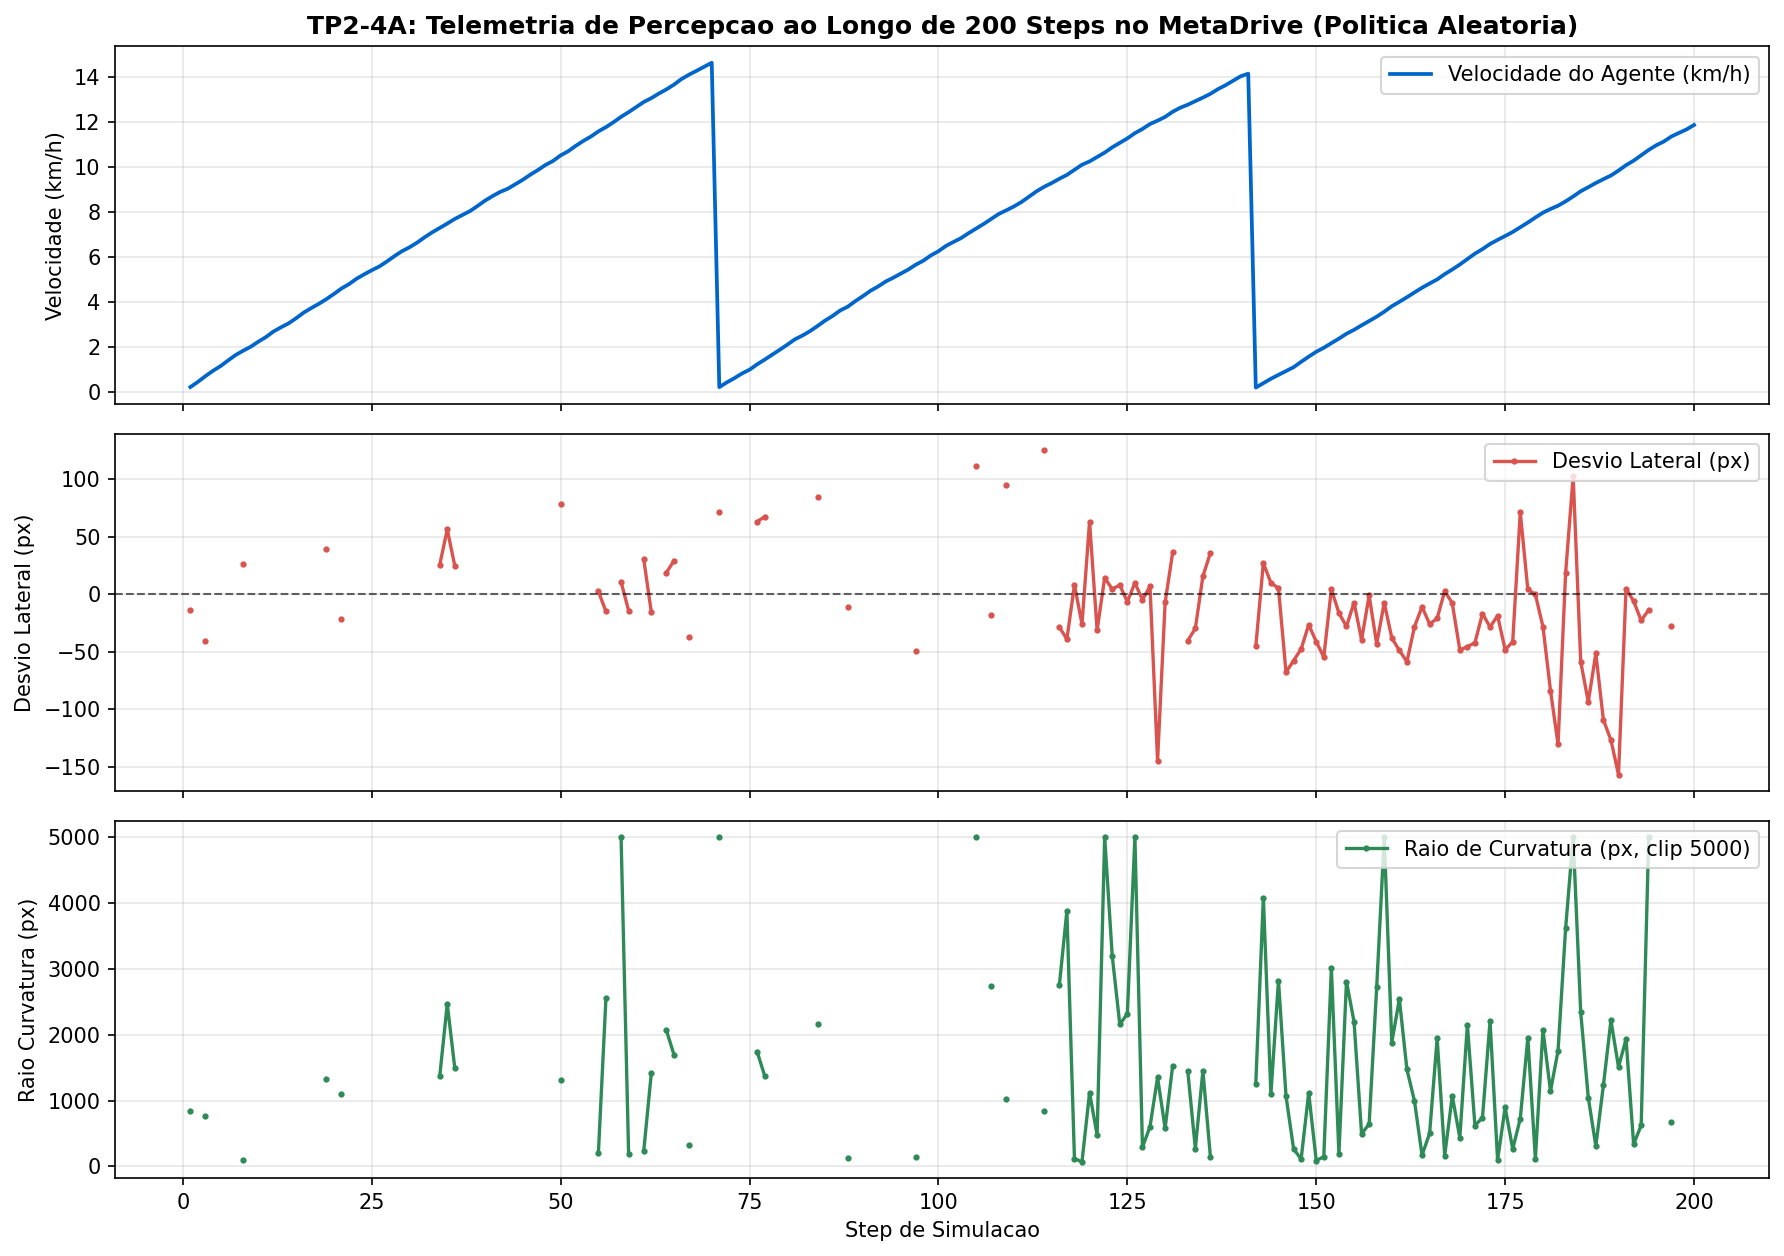 TP2-4A: Telemetria de Percepcao ao Longo de 200 Steps no MetaDrive (Politica Aleatoria)
Velocidade do Agente (km/h)
14
12
10
8
6
4
2
0
Velocidade (km/h)
Desvio Lateral (px)
100
50
0
−50
−100
−150
Desvio Lateral (px)
Raio de Curvatura (px, clip 5000)
5000
4000
3000
2000
1000
0
Raio Curvatura (px)
0 25 50 75 100 125 150 175 200
Step de Simulacao